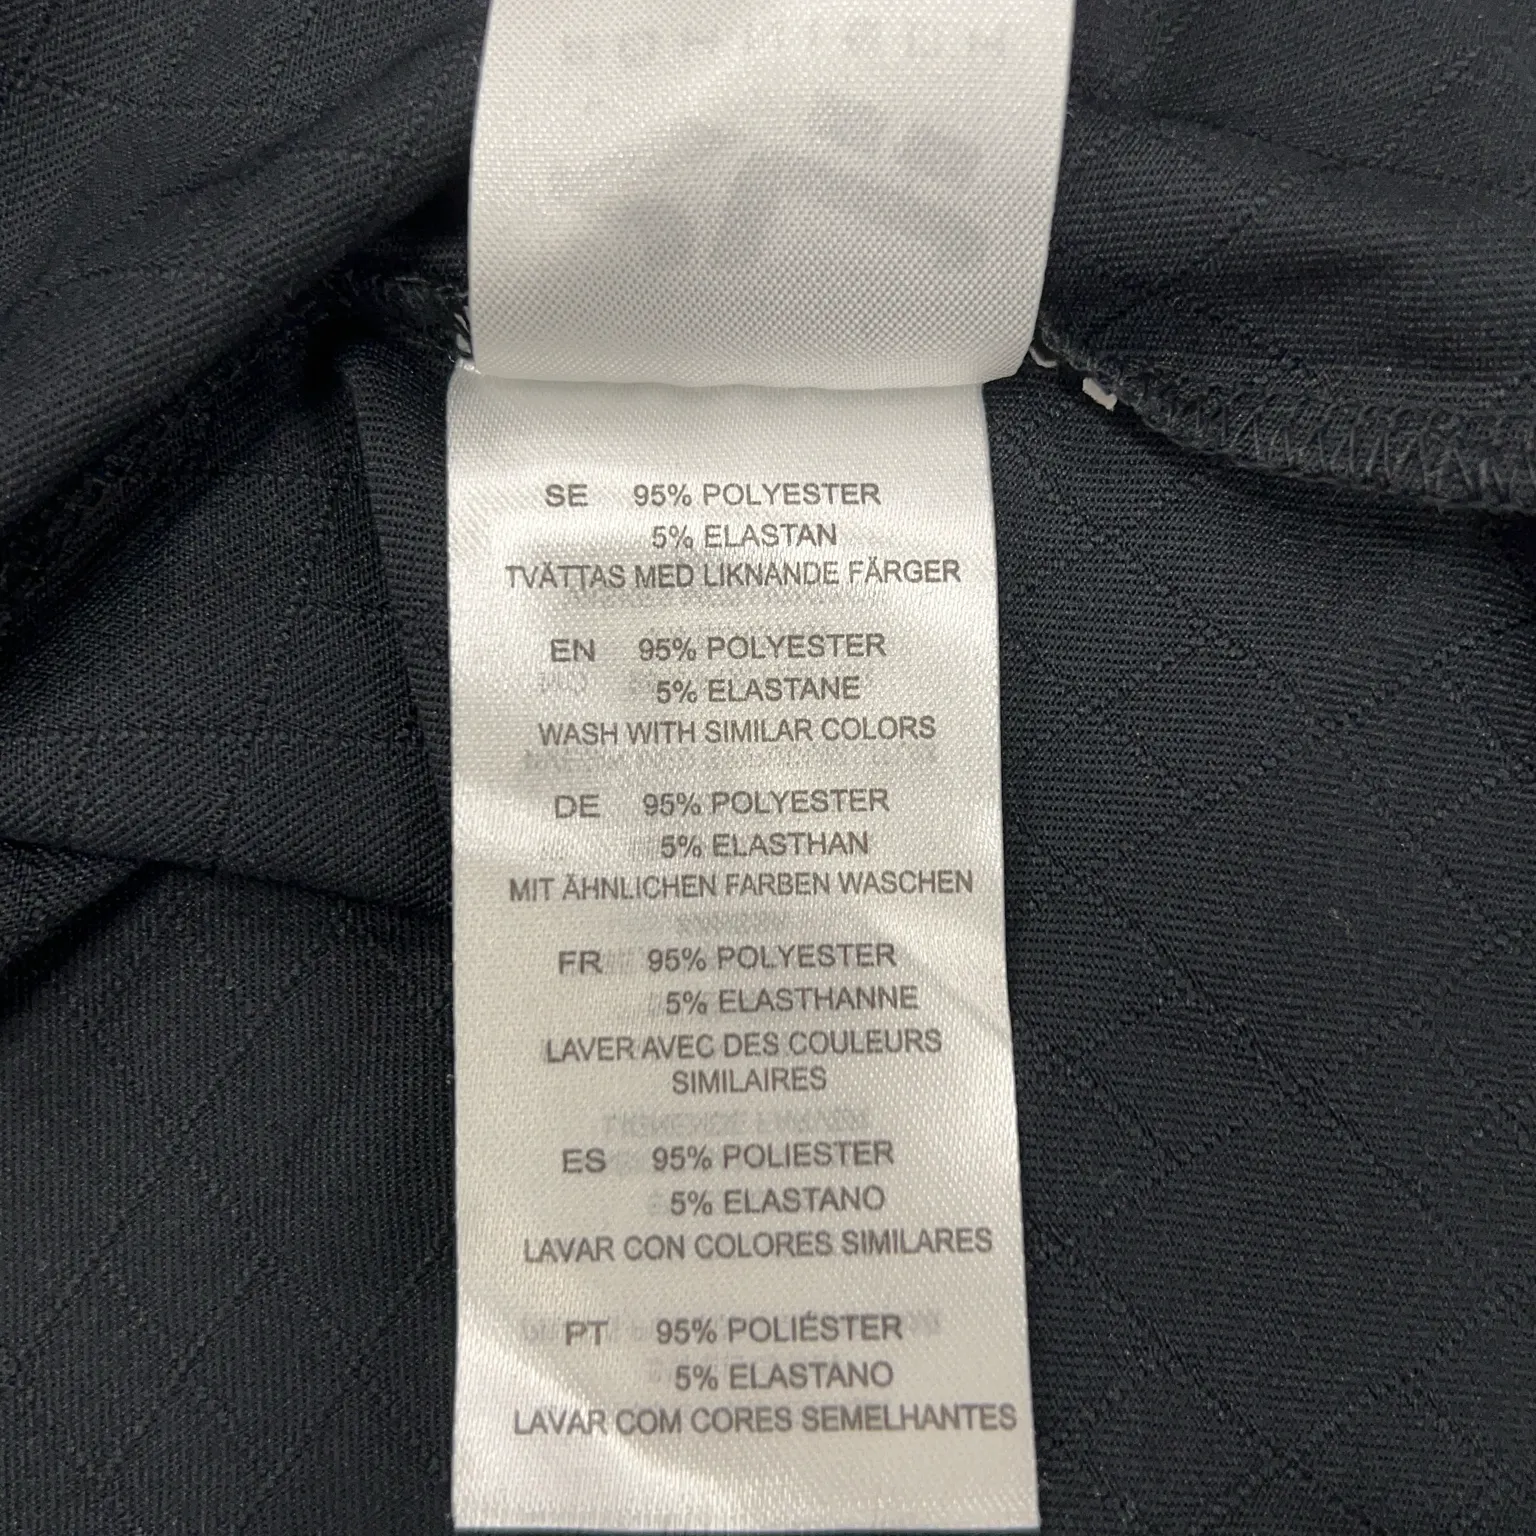 SE 95% POLYESTER
5% ELASTAN
TVÄTTAS MED LIKNANDE FÄRGER
EN 95% POLYESTER
5% ELASTANE
WASH WITH SIMILAR COLORS
DE 95% POLYESTER
5% ELASTHAN
MIT ÄHNLICHEN FARBEN WASCHEN
FR 95% POLYESTER
5% ELASTHANNE
LAVER AVEC DES COULEURS
SIMILAIRES
ES 95% POLIESTER
5% ELASTANO
LAVAR CON COLORES SIMILARES
PT 95% POLIÉSTER
5% ELASTANO
LAVAR COM CORES SEMELHANTES